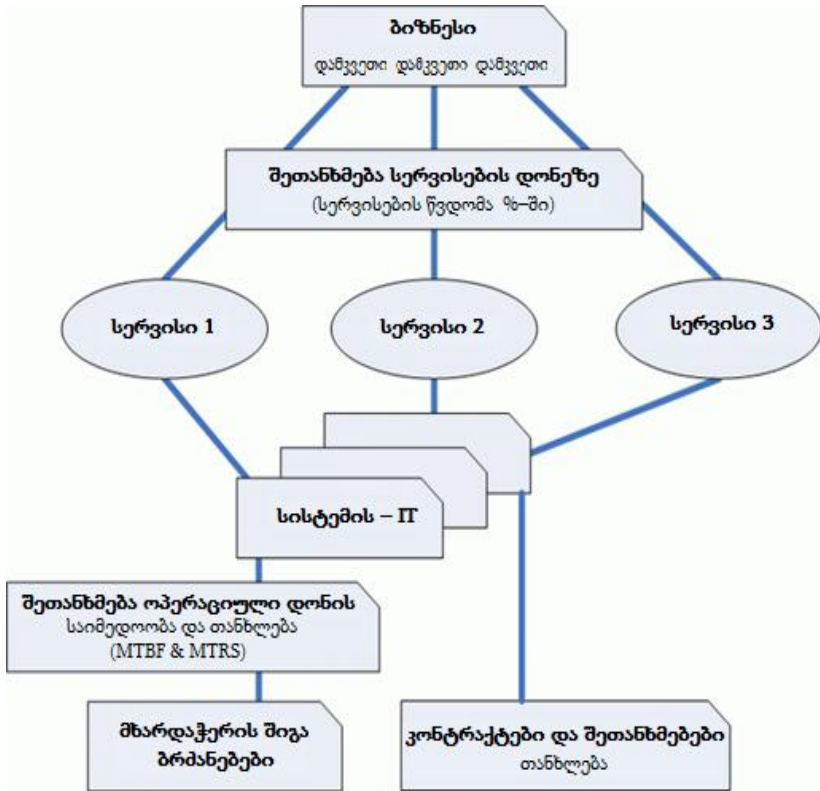 ბიზნესი
დამკვეთი დამკვეთი დამკვეთი
შეთანხმება სერვისების დონეზე
(სერვისების წვდომა %–ში)
სერვისი 1
სერვისი 2
სერვისი 3
სისტემის – IT
შეთანხმება ოპერაციული დონის
საიმედოობა და თანხლება
(MTBF & MTRS)
მხარდაჭერის შიგა
ბრძანებები
კონტრაქტები და შეთანხმებები
თანხლება